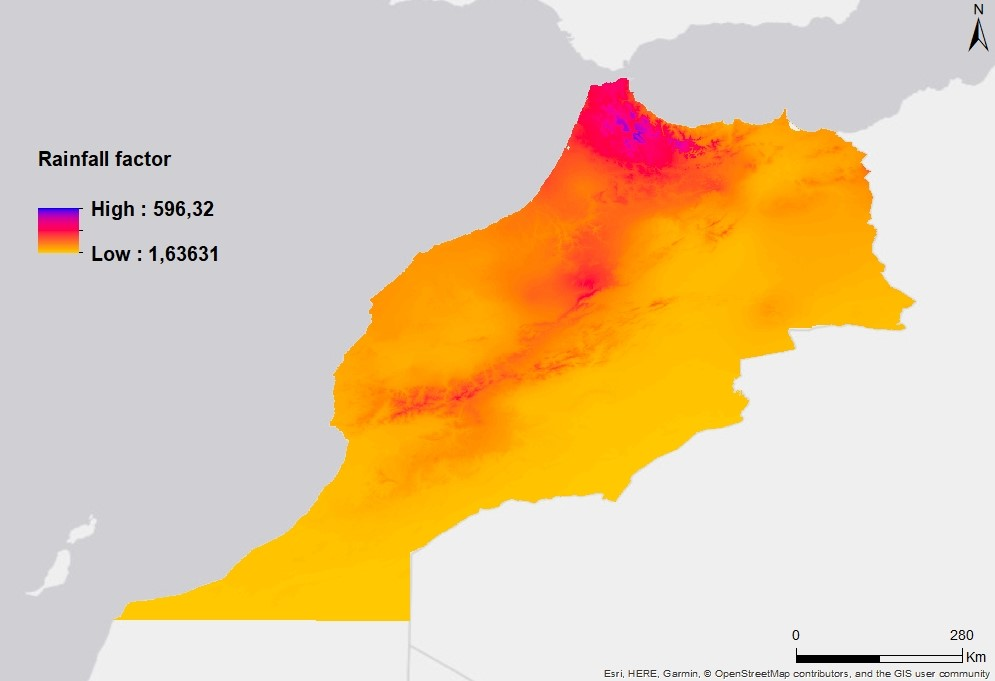 N
Rainfall factor
High : 596,32
Low : 1,63631
0 280
Km
Esri, HERE, Garmin, © OpenStreetMap contributors, and the GIS user community